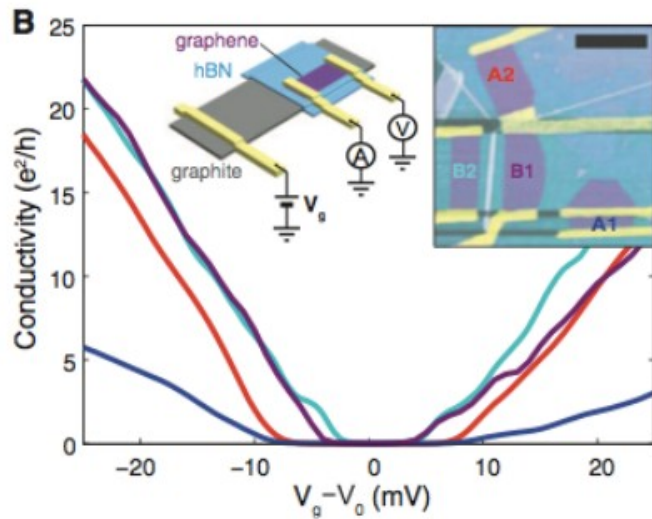 B
25
20
15
10
5
0
Conductivity (e²/h)
graphene
hBN
graphite
A
V
Vg
A2
B2
B1
A1
−20
−10
0
10
20
Vg−V0 (mV)